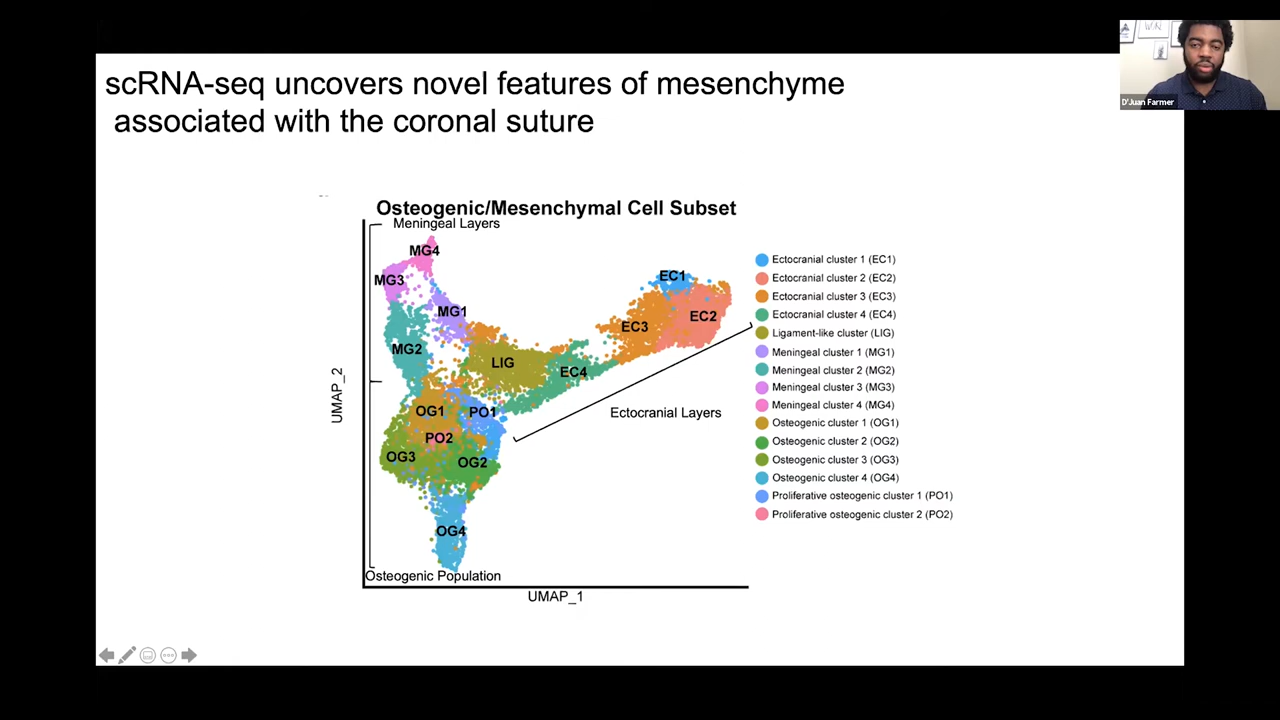 scRNA-seq uncovers novel features of mesenchyme
associated with the coronal suture
D'Juan Farmer
Osteogenic/Mesenchymal Cell Subset
Meningeal Layers
MG4
MG3
MG1
MG2
LIG
EC1
EC2
EC3
EC4
OG1
PO1
PO2
OG3
OG2
OG4
Ectocranial Layers
Osteogenic Population
UMAP_2
UMAP_1
Ectocranial cluster 1 (EC1)
Ectocranial cluster 2 (EC2)
Ectocranial cluster 3 (EC3)
Ectocranial cluster 4 (EC4)
Ligament-like cluster (LIG)
Meningeal cluster 1 (MG1)
Meningeal cluster 2 (MG2)
Meningeal cluster 3 (MG3)
Meningeal cluster 4 (MG4)
Osteogenic cluster 1 (OG1)
Osteogenic cluster 2 (OG2)
Osteogenic cluster 3 (OG3)
Osteogenic cluster 4 (OG4)
Proliferative osteogenic cluster 1 (PO1)
Proliferative osteogenic cluster 2 (PO2)